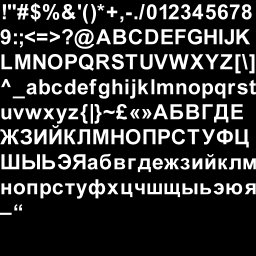 !"#$%&'()*+,-./012345678
9:;<=>?@ABCDEFGHIJK
LMNOPQRSTUVWXYZ[\]
^_abcdefghijklmnopqrst
uvwxyz{|}~£«»АБВГДЕ
ЖЗИЙКЛМНОПРСТУФЦ
ШЫЬЭЯабвгдежзийклм
нопрстуфхцчшщыьэюя
–“